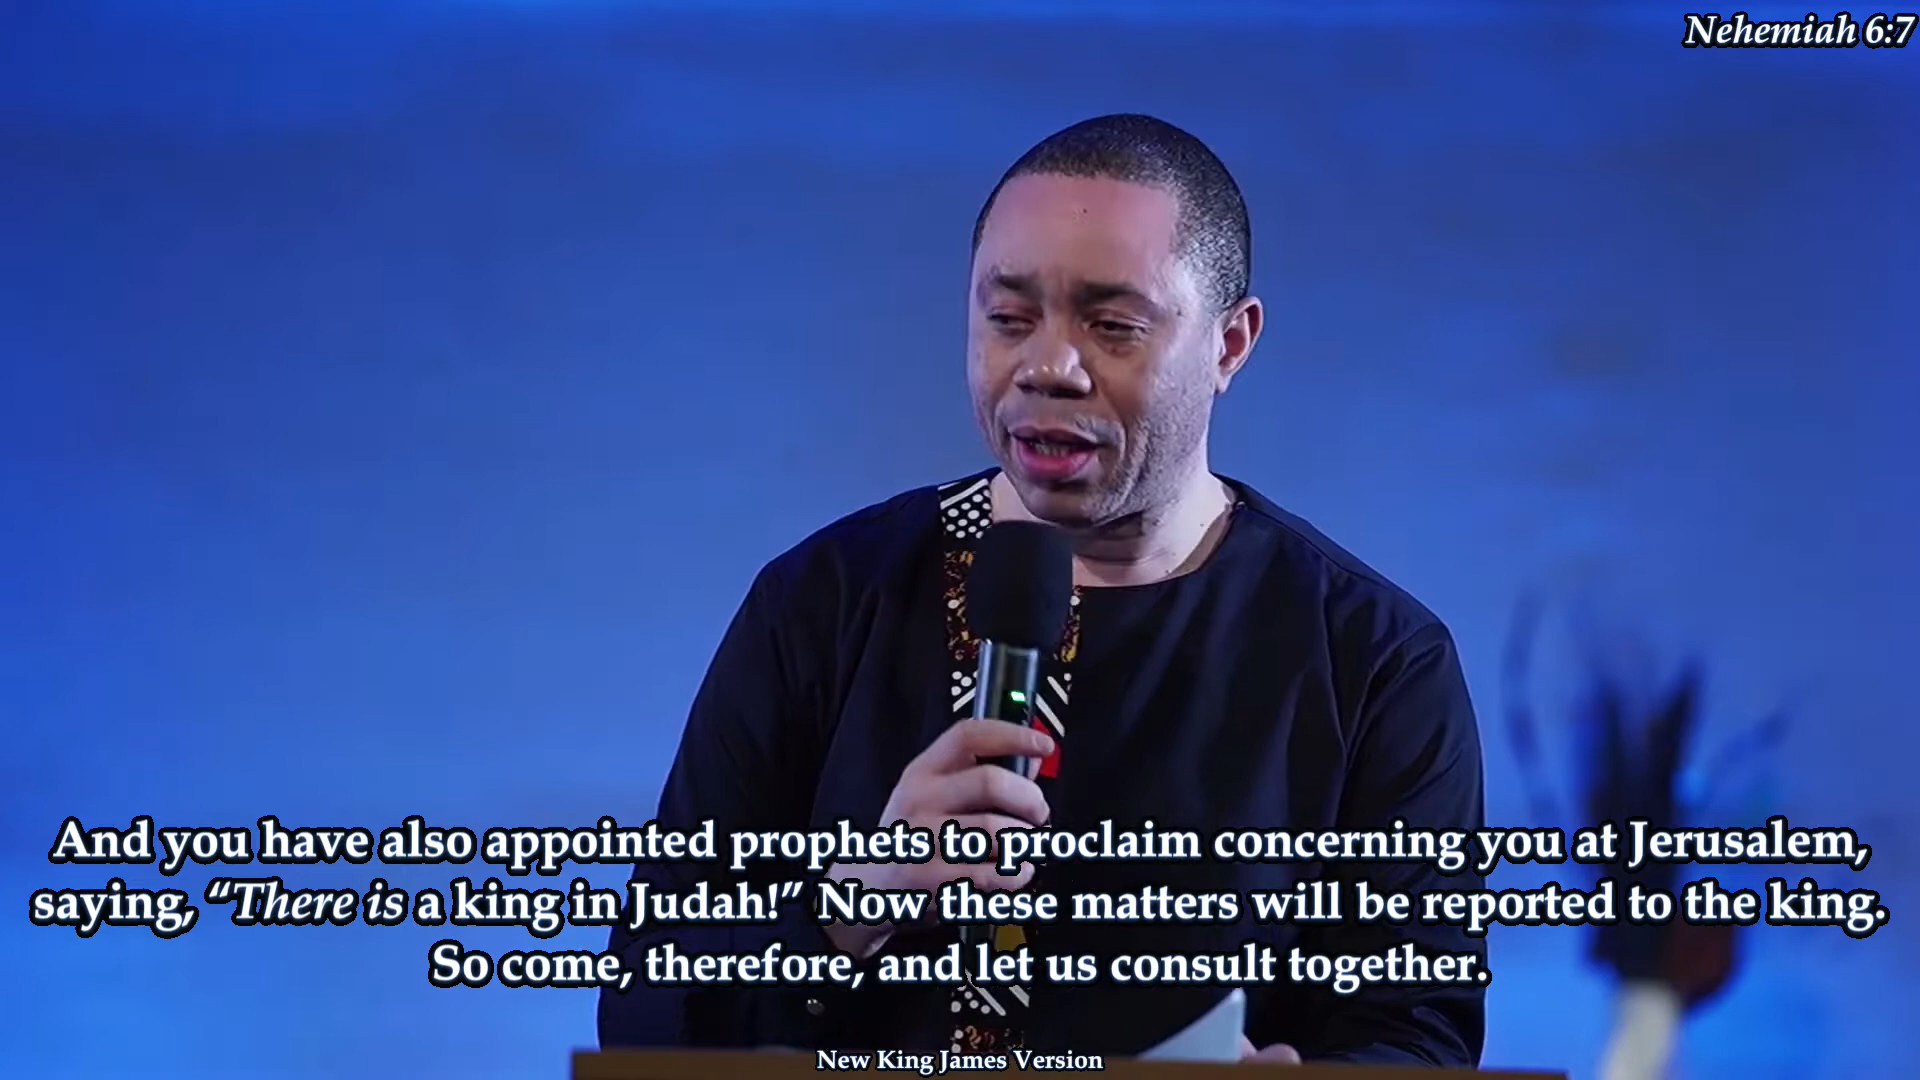 Nehemiah 6:7
And you have also appointed prophets to proclaim concerning you at Jerusalem,
saying, “There is a king in Judah!” Now these matters will be reported to the king.
So come, therefore, and let us consult together.
New King James Version